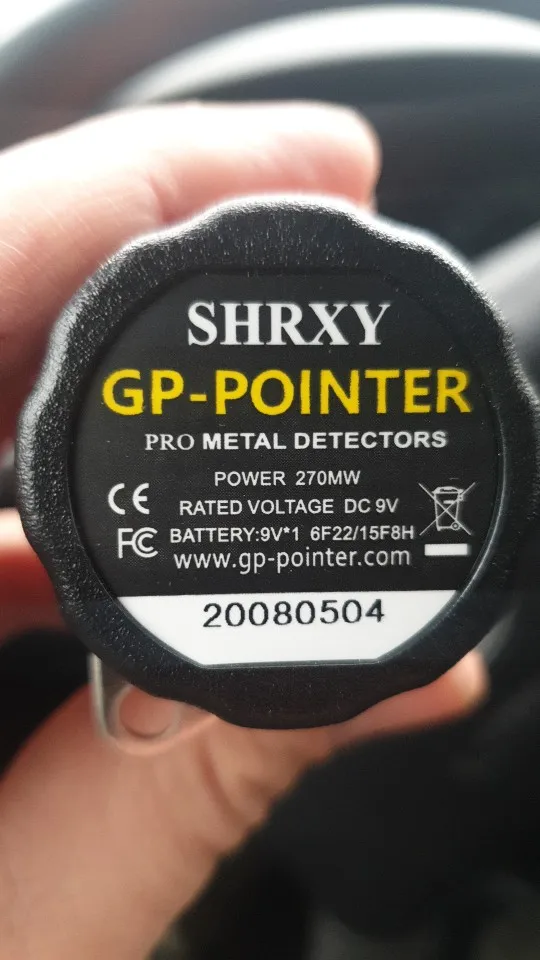 SHRXY
GP-POINTER
PRO METAL DETECTORS
POWER 270MW
CE RATED VOLTAGE DC 9V
FC BATTERY:9V*1 6F22/15F8H
www.gp-pointer.com
20080504